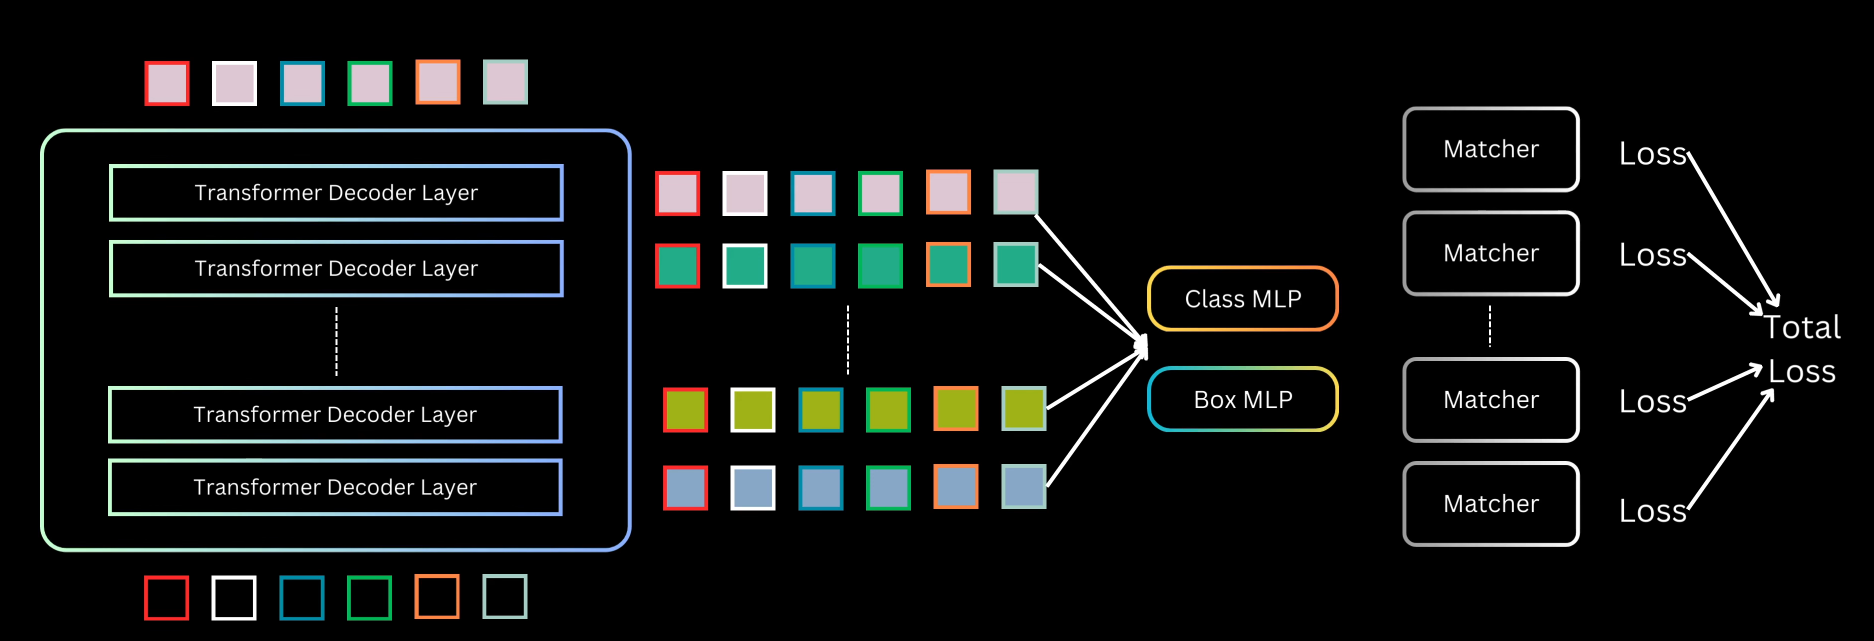 Transformer Decoder Layer
Transformer Decoder Layer
Transformer Decoder Layer
Transformer Decoder Layer
Class MLP
Box MLP
Matcher
Matcher
Matcher
Matcher
Loss
Loss
Loss
Loss
Total
Loss